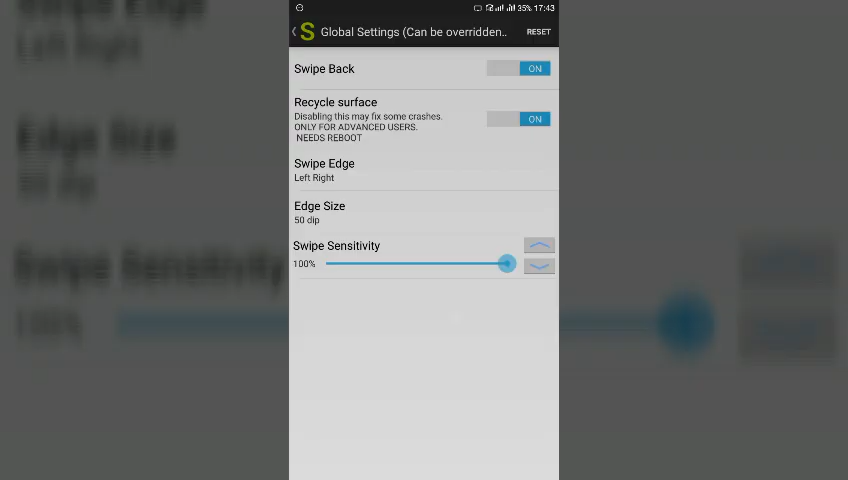 35% 17:43
S Global Settings (Can be overridden.. RESET
Swipe Back ON
Recycle surface
Disabling this may fix some crashes.
ONLY FOR ADVANCED USERS. ON
NEEDS REBOOT
Swipe Edge
Left Right
Edge Size
50 dip
Swipe Sensitivity
100%